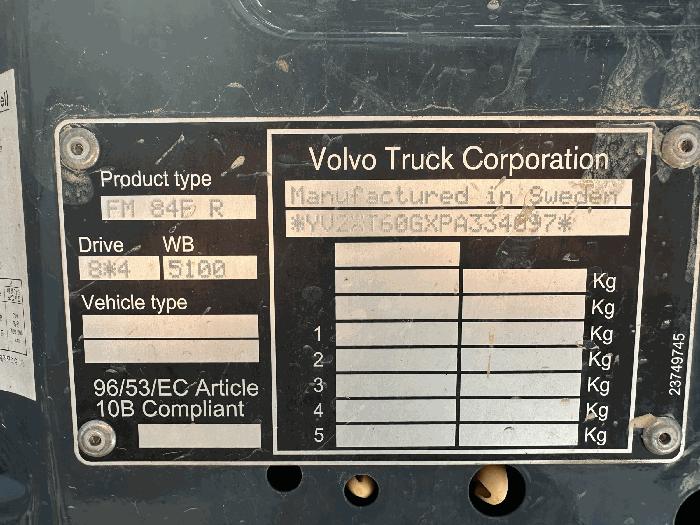 Product type
FM 84F R
Drive WB
8*4 5100
Vehicle type
96/53/EC Article
10B Compliant
Volvo Truck Corporation
Manufactured in Sweden
*YV2XT60GXPA334097*
Kg
Kg
1 Kg
2 Kg
3 Kg
4 Kg
5 Kg
23749745